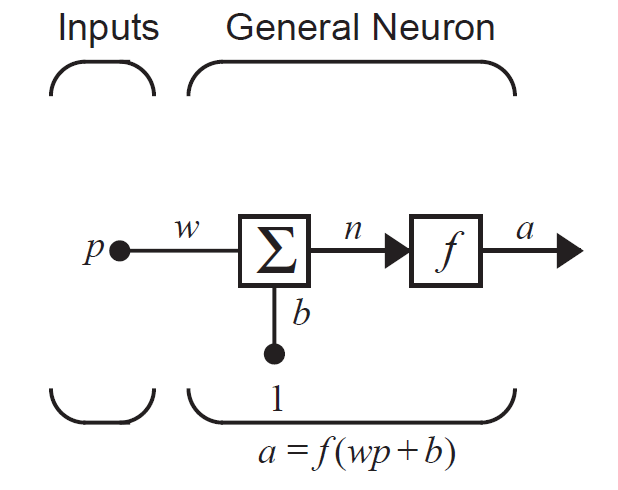 Inputs General Neuron
p w Σ n f a
b
1
a = f(wp + b)